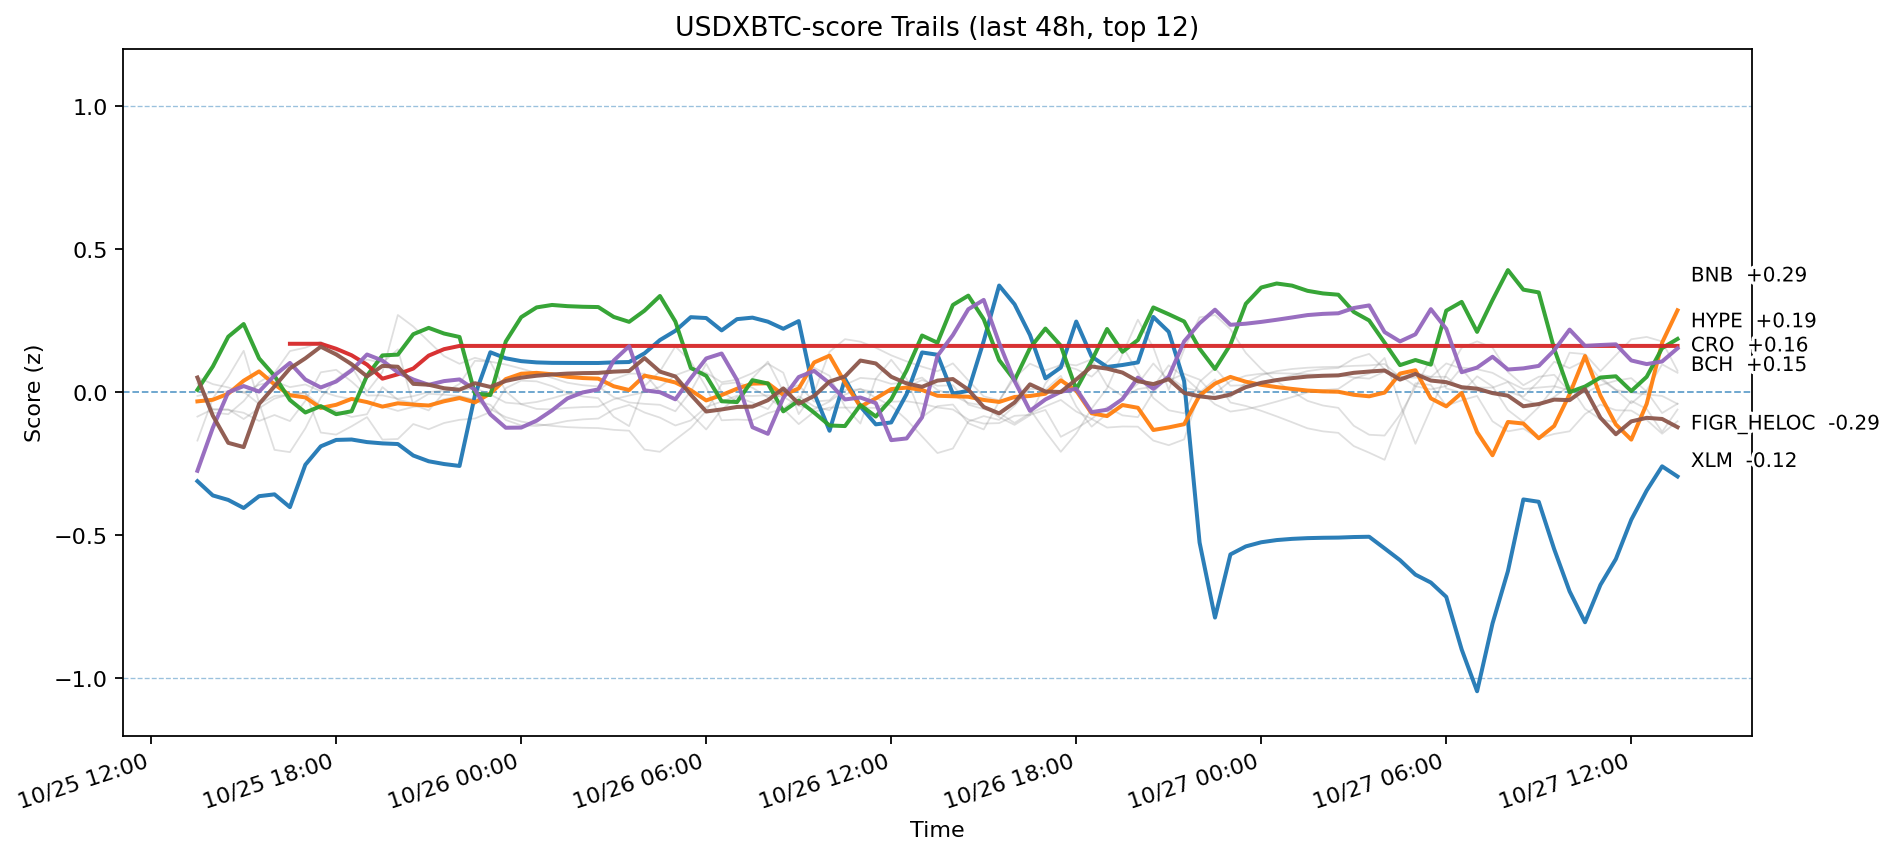 USDXBTC-score Trails (last 48h, top 12)
1.0
0.5
0.0
−0.5
−1.0
Score (z)
BNB +0.29
HYPE +0.19
CRO +0.16
BCH +0.15
FIGR_HELOC -0.29
XLM -0.12
10/25 12:00
10/25 18:00
10/26 00:00
10/26 06:00
10/26 12:00
10/26 18:00
10/27 00:00
10/27 06:00
10/27 12:00
Time